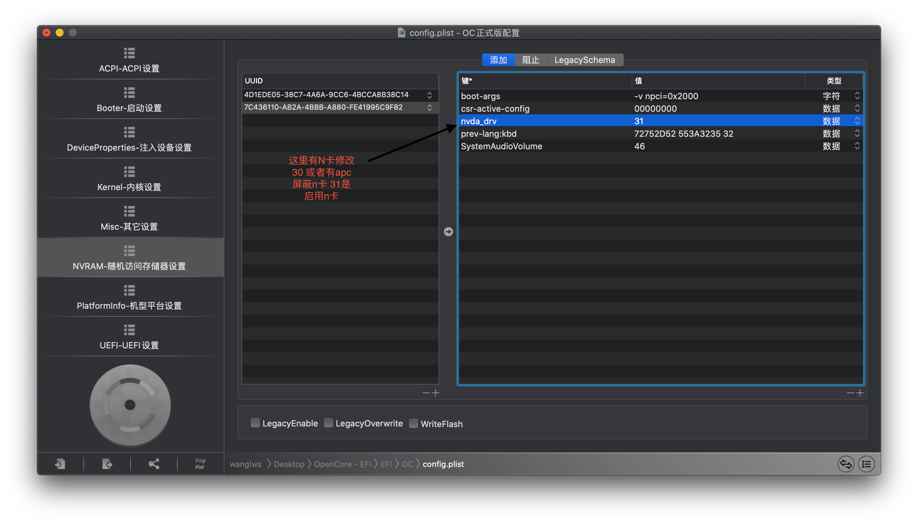 config.plist - OC正式版配置
ACPI-ACPI设置
Booter-启动设置
DeviceProperties-注入设备设置
Kernel-内核设置
Misc-其它设置
NVRAM-随机访问存储器设置
PlatformInfo-机型平台设置
UEFI-UEFI设置
添加 阻止 LegacySchema
UUID
4D1EDE05-38C7-4A6A-9CC6-4BCCA8B38C14
7C436110-AB2A-4BBB-A880-FE41995C9F82
这里有N卡修改
30 或者有apc
屏蔽n卡 31是
启用n卡
键* 值 类型
boot-args -v npci=0x2000 字符
csr-active-config 00000000 数据
nvda_drv 31 数据
prev-lang:kbd 72752D52 553A3235 32 数据
SystemAudioVolume 46 数据
LegacyEnable LegacyOverwrite WriteFlash
Pay
Pal
wanglws Desktop OpenCore - EFI EFI OC config.plist